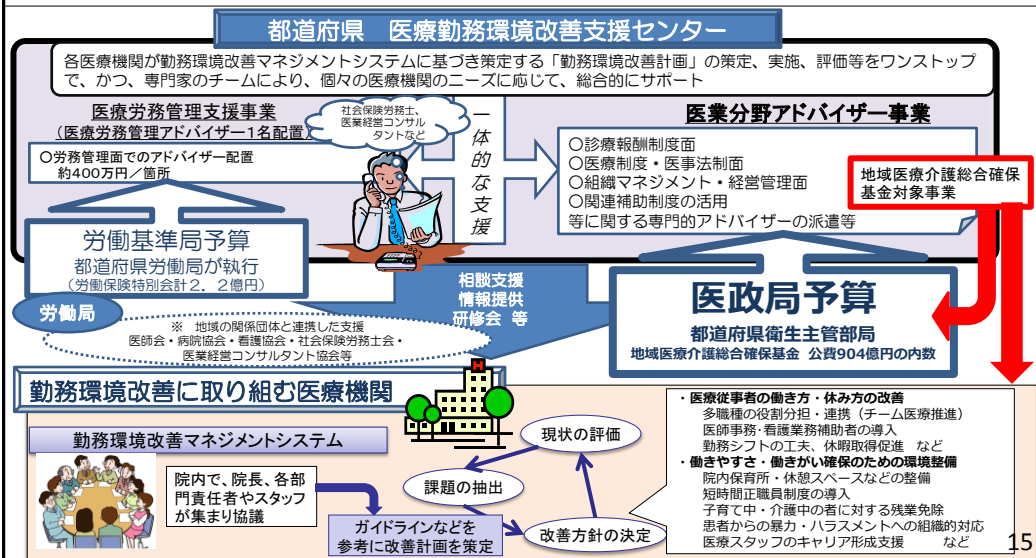 都道府県　医療勤務環境改善支援センター
各医療機関が勤務環境改善マネジメントシステムに基づき策定する「勤務環境改善計画」の策定、実施、評価等をワンストップ
で、かつ、専門家のチームにより、個々の医療機関のニーズに応じて、総合的にサポート
医療労務管理支援事業
(医療労務管理アドバイザー1名配置)
○労務管理面でのアドバイザー配置
約400万円／箇所
社会保険労務士、
医業経営コンサル
タントなど
一体的な支援
医業分野アドバイザー事業
○診療報酬制度面
○医療制度・医事法制面
○組織マネジメント・経営管理面
○関連補助制度の活用
等に関する専門的アドバイザーの派遣等
地域医療介護総合確保
基金対象事業
労働基準局予算
都道府県労働局が執行
(労働保険特別会計２．２億円)
労働局
※　地域の関係団体と連携した支援
医師会・病院協会・看護協会・社会保険労務士会・
医業経営コンサルタント協会等
相談支援
情報提供
研修会 等
医政局予算
都道府県衛生主管部局
地域医療介護総合確保基金 公費904億円の内数
勤務環境改善に取り組む医療機関
勤務環境改善マネジメントシステム
院内で、院長、各部
門責任者やスタッフ
が集まり協議
ガイドラインなどを
参考に改善計画を策定
現状の評価
課題の抽出
改善方針の決定
・医療従事者の働き方・休み方の改善
多職種の役割分担・連携（チーム医療推進）
医師事務・看護業務補助者の導入
勤務シフトの工夫、休暇取得促進　など
・働きやすさ・働きがい確保のための環境整備
院内保育所・休憩スペースなどの整備
短時間正職員制度の導入
子育て中・介護中の者に対する残業免除
患者からの暴力・ハラスメントへの組織的対応
医療スタッフのキャリア形成支援　　など
15